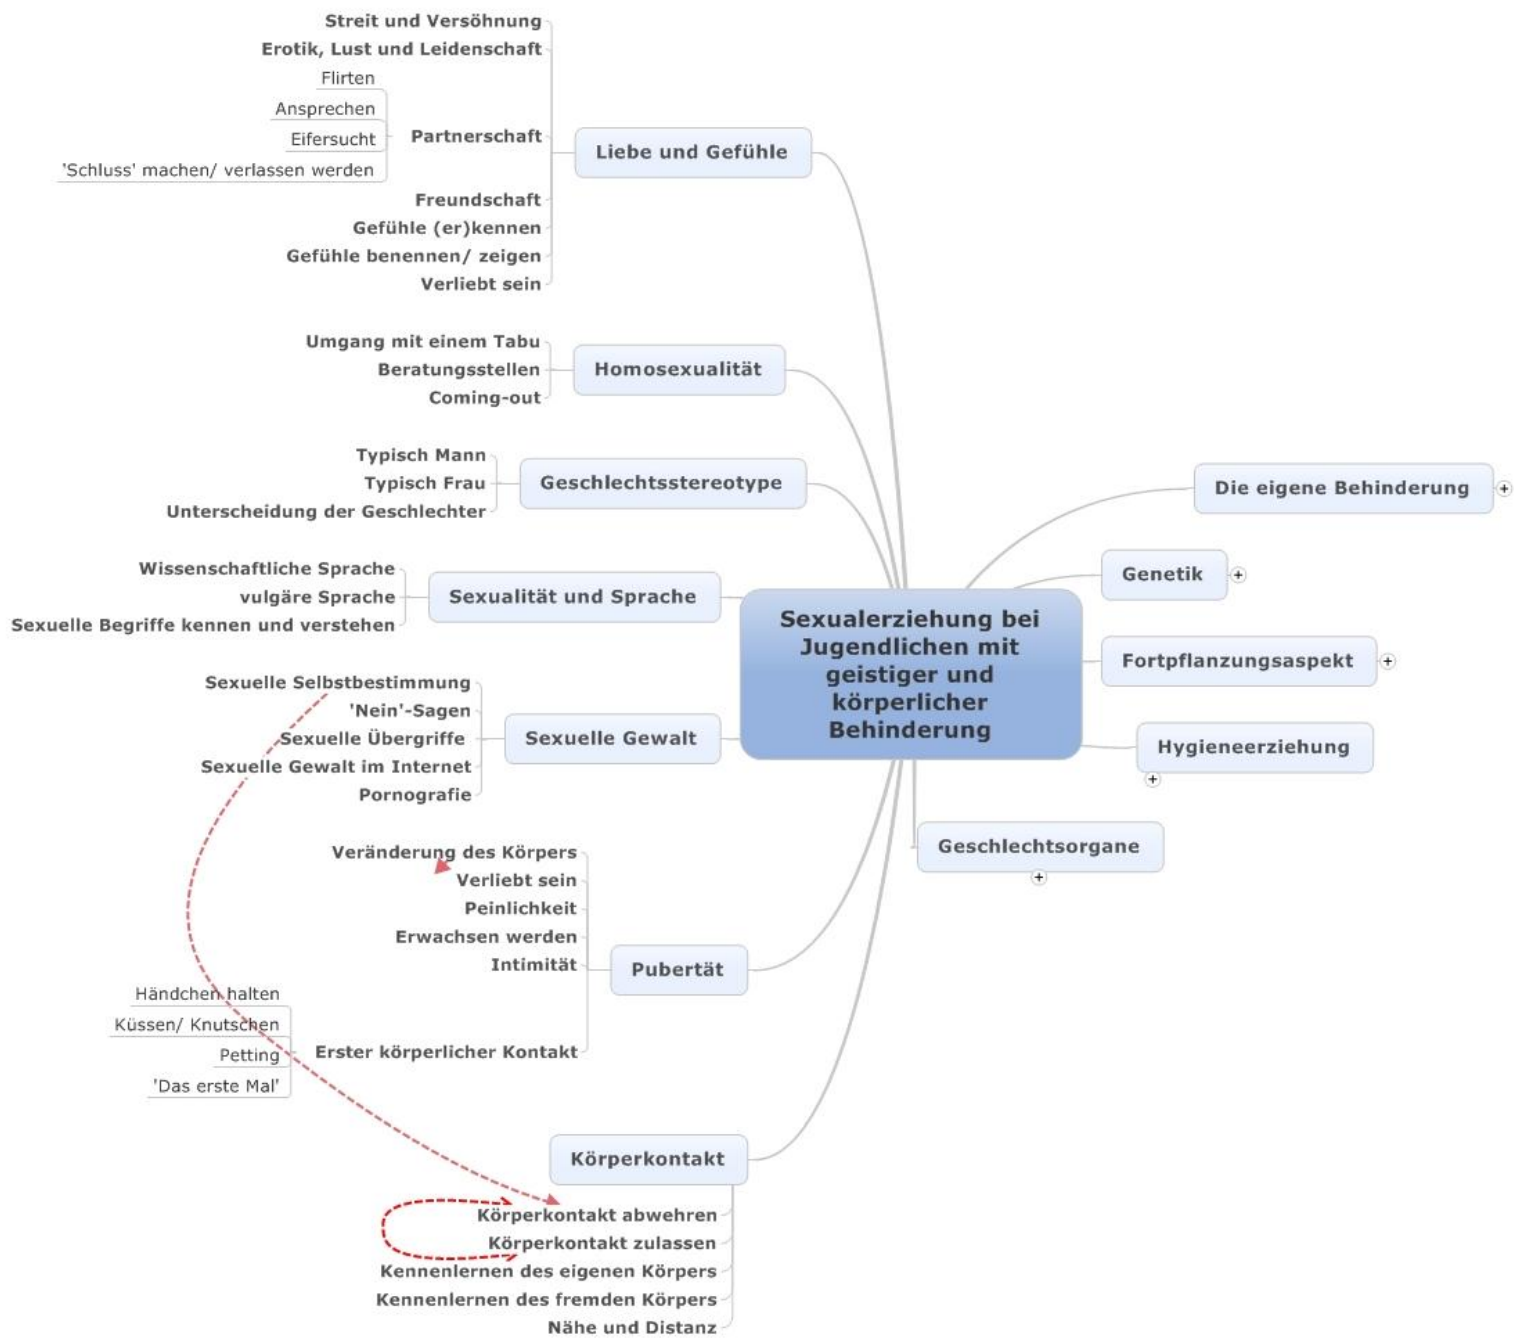 Streit und Versöhnung
Erotik, Lust und Leidenschaft
Flirten
Ansprechen
Eifersucht
'Schluss' machen/ verlassen werden
Partnerschaft
Freundschaft
Gefühle (er)kennen
Gefühle benennen/ zeigen
Verliebt sein
Liebe und Gefühle
Umgang mit einem Tabu
Beratungsstellen
Coming-out
Homosexualität
Typisch Mann
Typisch Frau
Unterscheidung der Geschlechter
Geschlechtsstereotype
Wissenschaftliche Sprache
vulgäre Sprache
Sexuelle Begriffe kennen und verstehen
Sexualität und Sprache
Sexuelle Selbstbestimmung
'Nein'-Sagen
Sexuelle Übergriffe
Sexuelle Gewalt im Internet
Pornografie
Sexuelle Gewalt
Veränderung des Körpers
Verliebt sein
Peinlichkeit
Erwachsen werden
Intimität
Händchen halten
Küssen/ Knutschen
Petting
'Das erste Mal'
Erster körperlicher Kontakt
Pubertät
Körperkontakt
Körperkontakt abwehren
Körperkontakt zulassen
Kennenlernen des eigenen Körpers
Kennenlernen des fremden Körpers
Nähe und Distanz
Sexualerziehung bei
Jugendlichen mit
geistiger und
körperlicher
Behinderung
Die eigene Behinderung
Genetik
Fortpflanzungsaspekt
Hygieneerziehung
Geschlechtsorgane